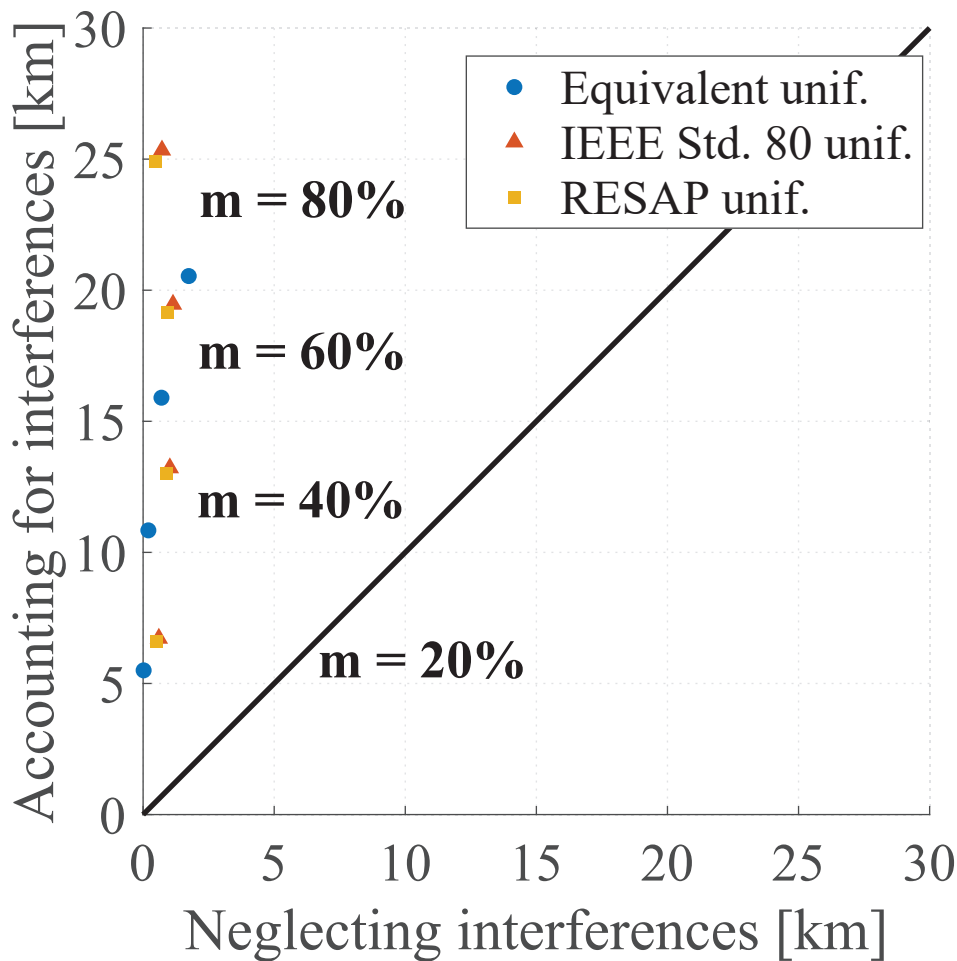 Accounting for interferences [km]
30
25
20
15
10
5
0
Equivalent unif.
IEEE Std. 80 unif.
RESAP unif.
m = 80%
m = 60%
m = 40%
m = 20%
0 5 10 15 20 25 30
Neglecting interferences [km]